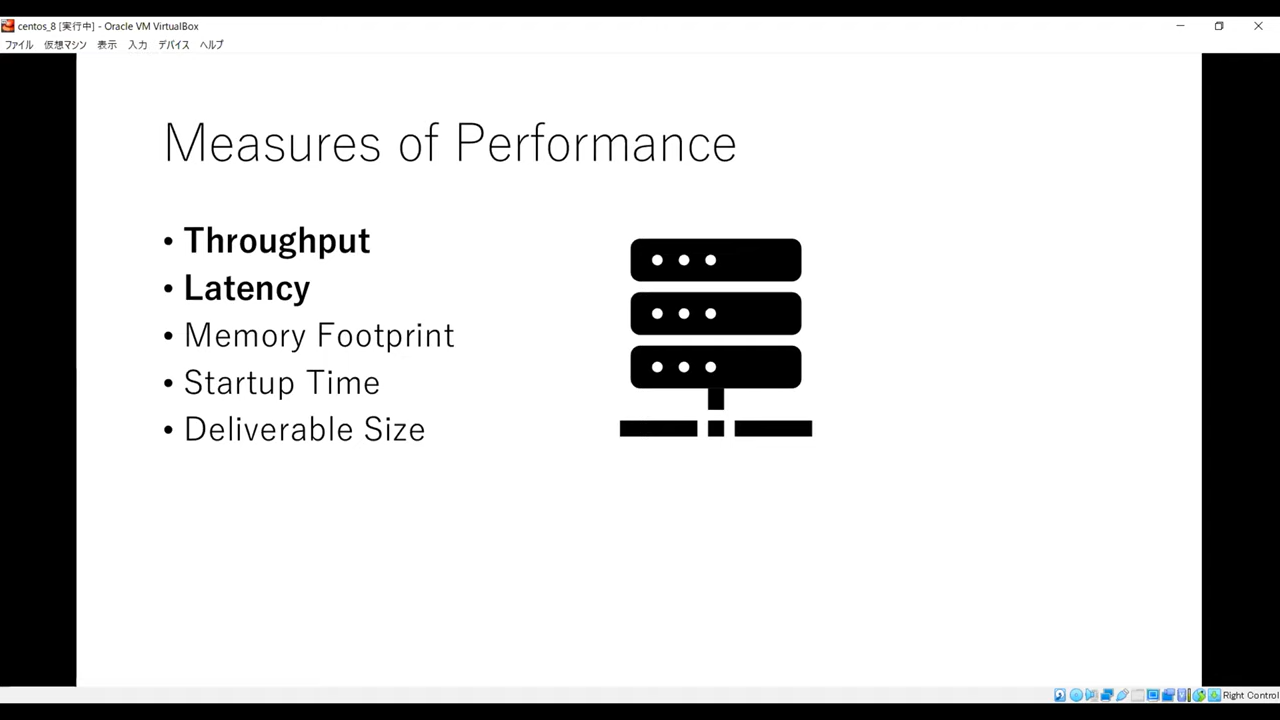 centos_8 [実行中] - Oracle VM VirtualBox
ファイル 仮想マシン 表示 入力 デバイス ヘルプ
Measures of Performance
• Throughput
• Latency
• Memory Footprint
• Startup Time
• Deliverable Size
Right Control